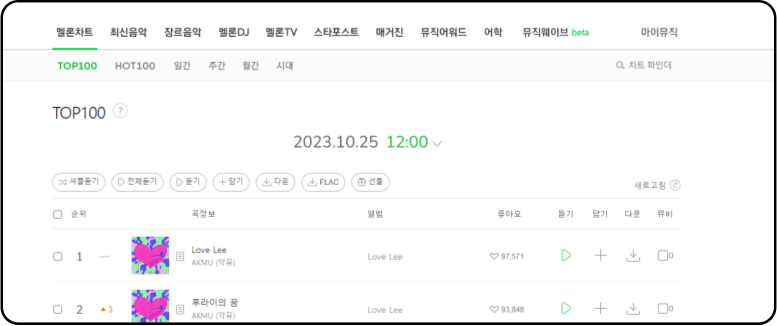 멜론차트 최신음악 장르음악 멜론DJ 멜론TV 스타포스트 매거진 뮤직어워드 어학 뮤직웨이브 beta 마이뮤직
TOP100 HOT100 일간 주간 월간 시대 차트 파인더
TOP100 ?
2023.10.25 12:00
셔플듣기 전체듣기 듣기 담기 다운 FLAC 선물 새로고침
순위 곡정보 앨범 좋아요 듣기 담기 다운 뮤비
1 Love Lee Love Lee 97,571
AKMU (악뮤)
2 1 후라이의 꿈 Love Lee 93,848
AKMU (악뮤)